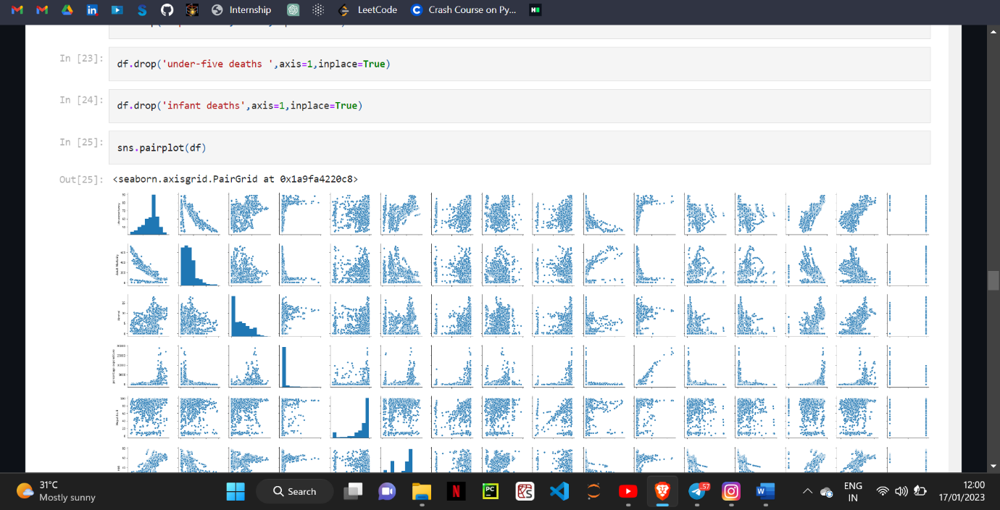 Internship
LeetCode
Crash Course on Py...
In [23]:
df.drop('under-five deaths ',axis=1,inplace=True)
In [24]:
df.drop('infant deaths',axis=1,inplace=True)
In [25]:
sns.pairplot(df)
Out[25]:
<seaborn.axisgrid.PairGrid at 0x1a9fa4220c8>
31°C
Mostly sunny
Search
57
ENG
IN
12:00
17/01/2023